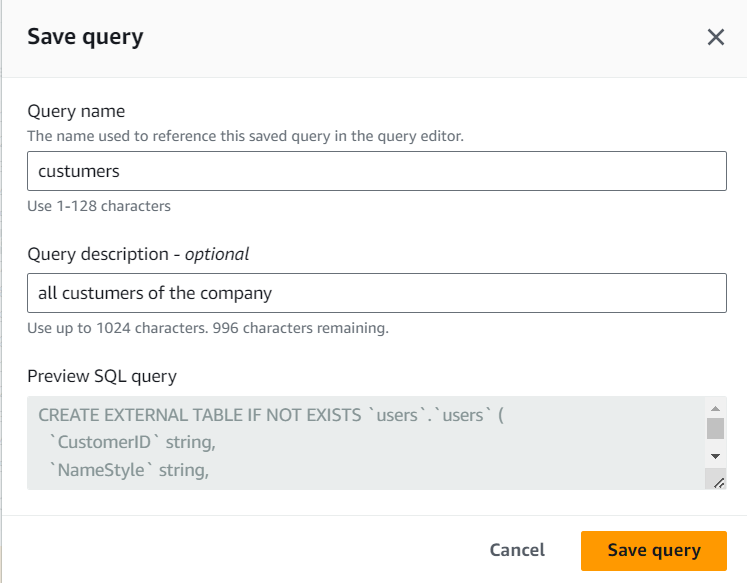 Save query
Query name
The name used to reference this saved query in the query editor.
custumers
Use 1-128 characters
Query description - optional
all custumers of the company
Use up to 1024 characters. 996 characters remaining.
Preview SQL query
CREATE EXTERNAL TABLE IF NOT EXISTS `users`.`users` (
`CustomerID` string,
`NameStyle` string,
Cancel
Save query